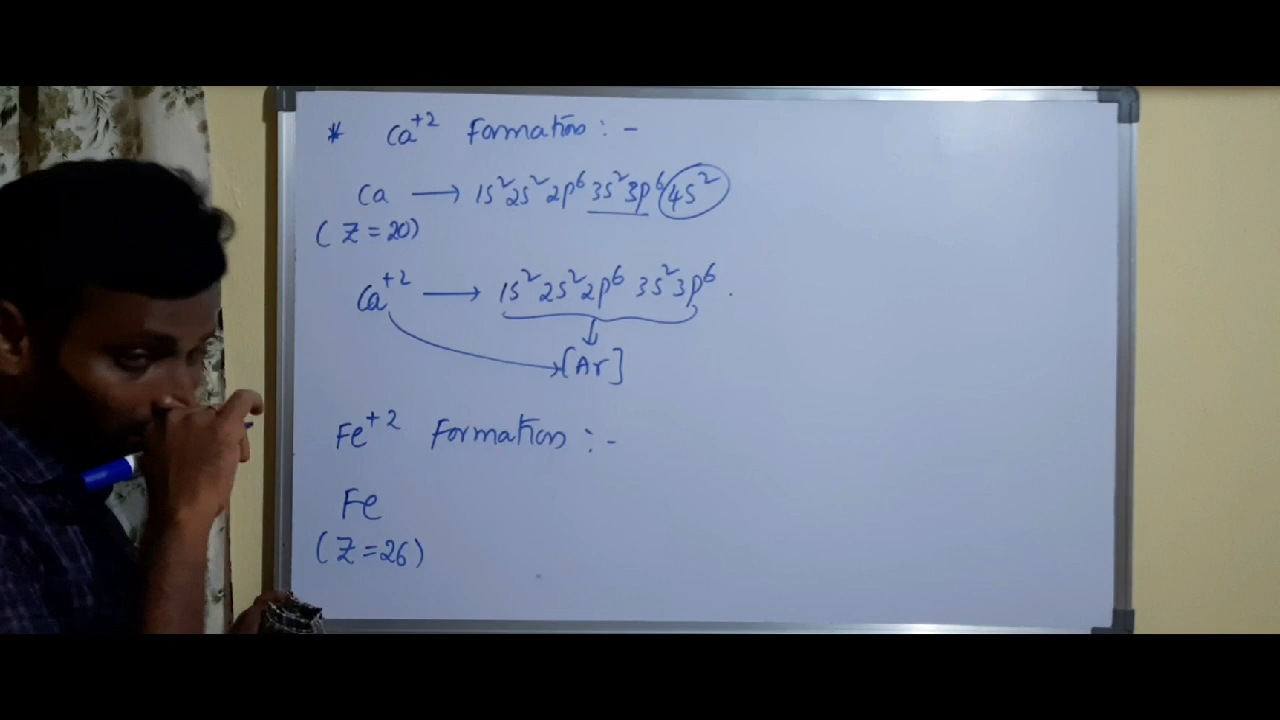 * Ca⁺² Formation :-
Ca → 1s² 2s² 2p⁶ 3s² 3p⁶ 4s²
(Z = 20)
Ca⁺² → 1s² 2s² 2p⁶ 3s² 3p⁶ .
[Ar]
Fe⁺² Formation :-
Fe
(Z = 26)